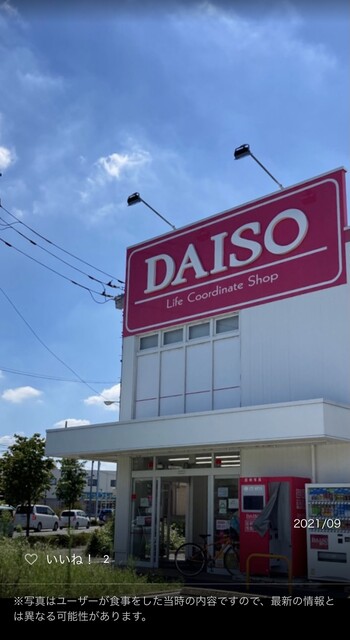 DAISO
Life Coordinate Shop
2021/09
いいね！ 2
※写真はユーザーが食事をした当時の内容ですので、最新の情報と
は異なる可能性があります。